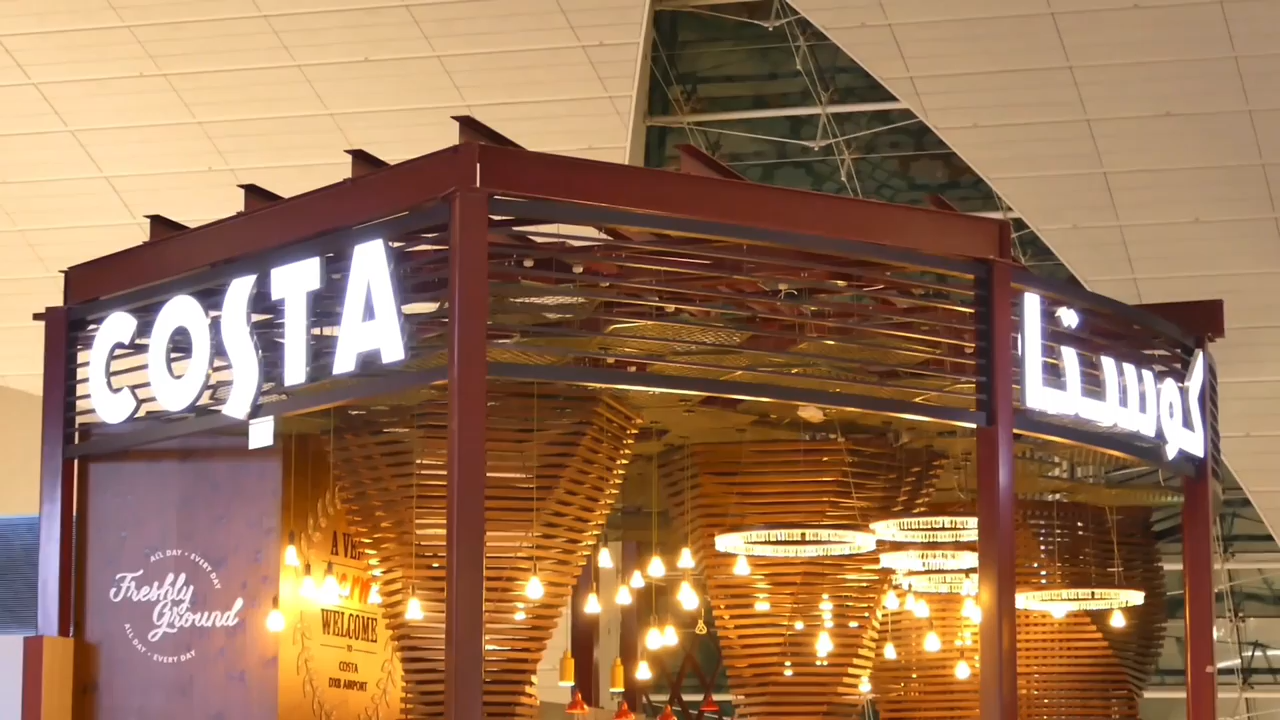 COSTA
كوستا
ALL DAY • EVERY DAY
Freshly
Ground
ALL DAY • EVERY DAY
A VE
WELCOME
TO
COSTA
DXB AIRPORT